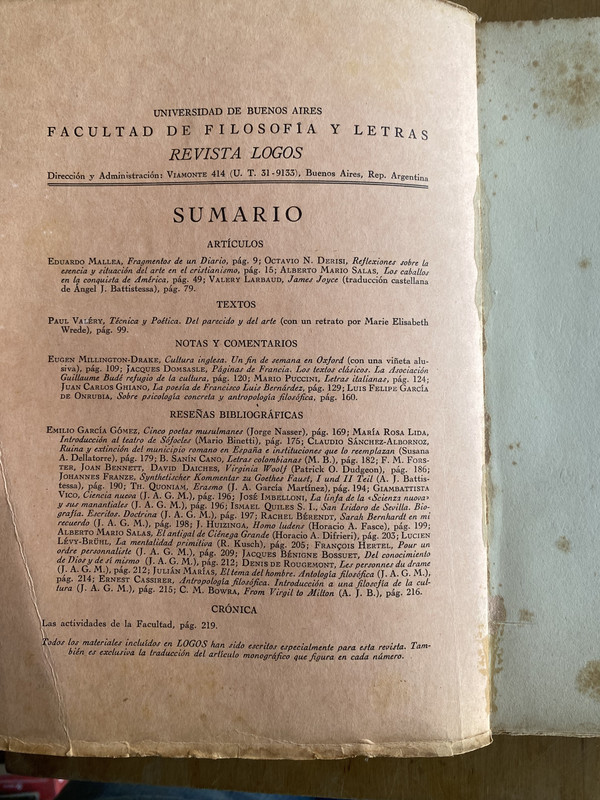 UNIVERSIDAD DE BUENOS AIRES
FACULTAD DE FILOSOFÍA Y LETRAS
REVISTA LOGOS
Dirección y Administración: VIAMONTE 414 (U. T. 31-9133), Buenos Aires, Rep. Argentina
SUMARIO
ARTÍCULOS
EDUARDO MALLEA, Fragmentos de un Diario, pág. 9; OCTAVIO N. DERISI, Reflexiones sobre la
esencia y situación del arte en el cristianismo, pág. 15; ALBERTO MARIO SALAS, Los caballos
en la conquista de América, pág. 49; VALERY LARBAUD, James Joyce (traducción castellana
de Ángel J. Battistessa), pág. 79.
TEXTOS
PAUL VALÉRY, Técnica y Poética. Del parecido y del arte (con un retrato por Marie Elisabeth
Wrede), pág. 99.
NOTAS Y COMENTARIOS
EUGEN MILLINGTON-DRAKE, Cultura inglesa. Un fin de semana en Oxford (con una viñeta alu-
siva), pág. 109; JACQUES DOMSASLE, Páginas de Francia. Los textos clásicos. La Asociación
Guillaume Budé refugio de la cultura, pág. 120; MARIO PUCCINI, Letras italianas, pág. 124;
JUAN CARLOS GHIANO, La poesía de Francisco Luis Bernárdez, pág. 129; LUIS FELIPE GARCÍA
DE ONRUBIA, Sobre psicología concreta y antropología filosófica, pág. 160.
RESEÑAS BIBLIOGRÁFICAS
EMILIO GARCÍA GÓMEZ, Cinco poetas musulmanes (Jorge Nasser), pág. 169; MARÍA ROSA LIDA,
Introducción al teatro de Sófocles (Mario Binetti), pág. 175; CLAUDIO SÁNCHEZ-ALBORNOZ,
Ruina y extinción del municipio romano en España e instituciones que lo reemplazan (Susana
A. Dellatorre), pág. 179; B. SANÍN CANO, Letras colombianas (M. B.), pág. 182; F. M. FORS-
TER, JOAN BENNETT, DAVID DAICHES, Virginia Woolf (Patrick O. Dudgeon), pág. 186;
JOHANNES FRANZE, Synthetischer Kommentar zu Goethes Faust, I und II Teil (A. J. Battis-
tessa), pág. 190; TH. QUONIAM, Erasmo (J. A. García Martínez), pág. 194; GIAMBATTISTA
VICO, Ciencia nueva (J. A. G. M.), pág. 196; JOSÉ IMBELLONI, La linfa de la «Scienza nuova»
y sus manantiales (J. A. G. M.), pág. 196; ISMAEL QUILES S. I., San Isidoro de Sevilla. Bio-
grafía. Escritos. Doctrina (J. A. G. M.), pág. 197; RACHEL BÉRENDT, Sarah Bernhardt en mi
recuerdo (J. A. G. M.), pág. 198; J. HUIZINGA, Homo ludens (Horacio A. Fasce), pág. 199;
ALBERTO MARIO SALAS, El antigal de Ciénega Grande (Horacio A. Difrieri), pág. 203; LUCIEN
LÉVY-BRÜHL, La mentalidad primitiva (R. Kusch), pág. 205; FRANÇOIS HERTEL, Pour un
ordre personnaliste (J. A. G. M.), pág. 209; JACQUES BÉNIGNE BOSSUET, Del conocimiento
de Dios y de sí mismo (J. A. G. M.), pág. 212; DENIS DE ROUGEMONT, Les personnes du drame
(J. A. G. M.), pág. 212; JULIÁN MARÍAS, El tema del hombre. Antología filosófica (J. A. G. M.),
pág. 214; ERNEST CASSIRER, Antropología filosófica. Introducción a una filosofía de la cul-
tura (J. A. G. M.), pág. 215; C. M. BOWRA, From Virgil to Milton (A. J. B.), pág. 216.
CRÓNICA
Las actividades de la Facultad, pág. 219.
Todos los materiales incluídos en LOGOS han sido escritos especialmente para esta revista. Tam-
bién es exclusiva la traducción del artículo monográfico que figura en cada número.